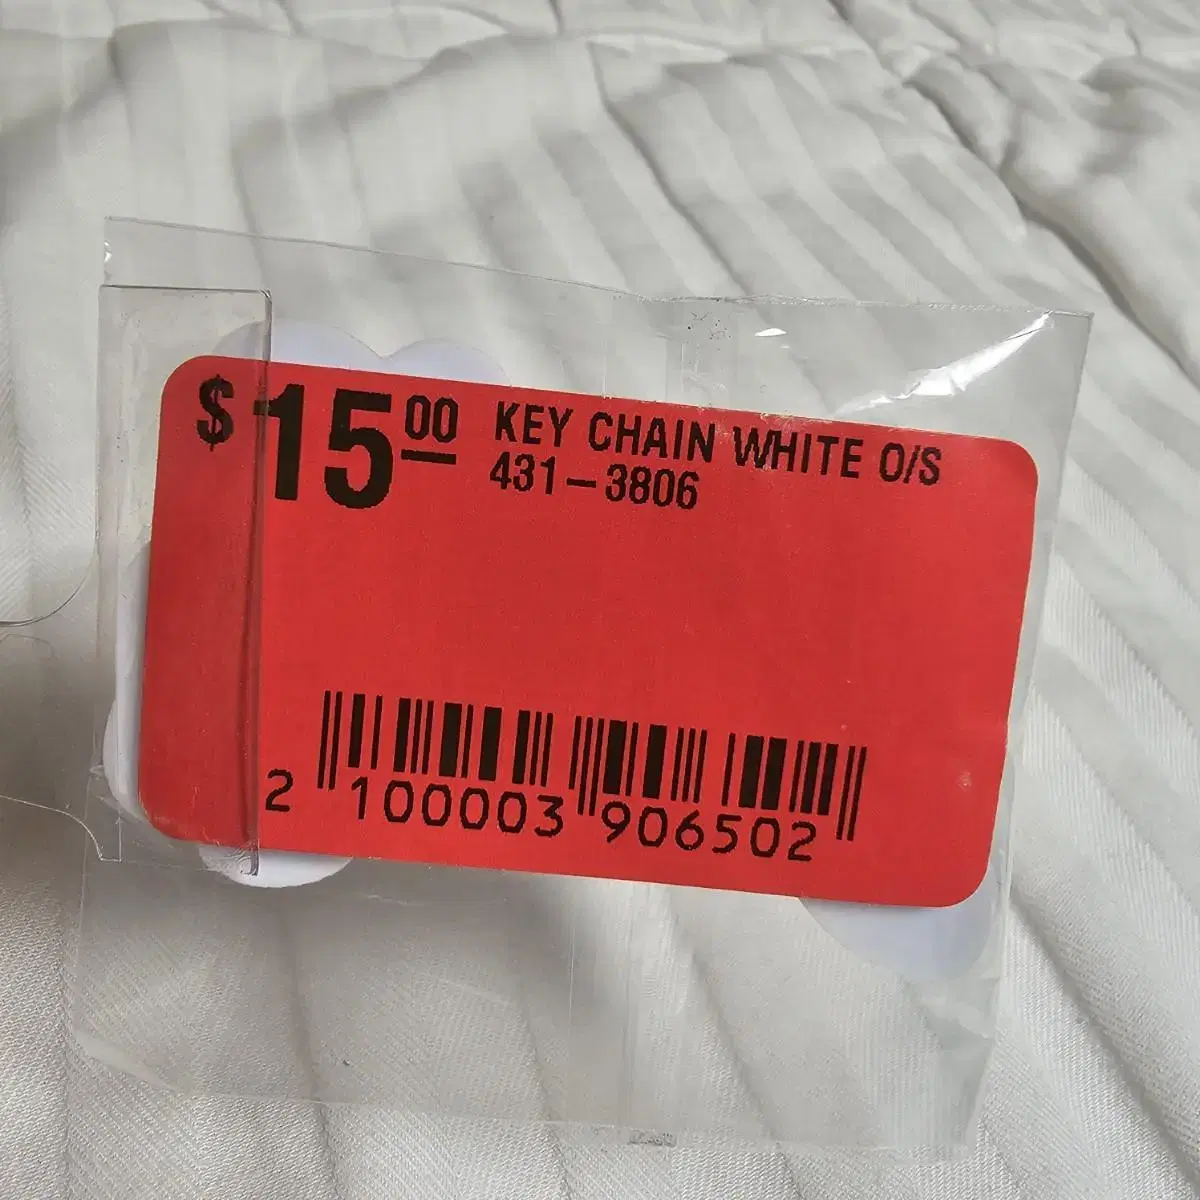 $15.00 KEY CHAIN WHITE O/S
431-3806
2 100003 906502